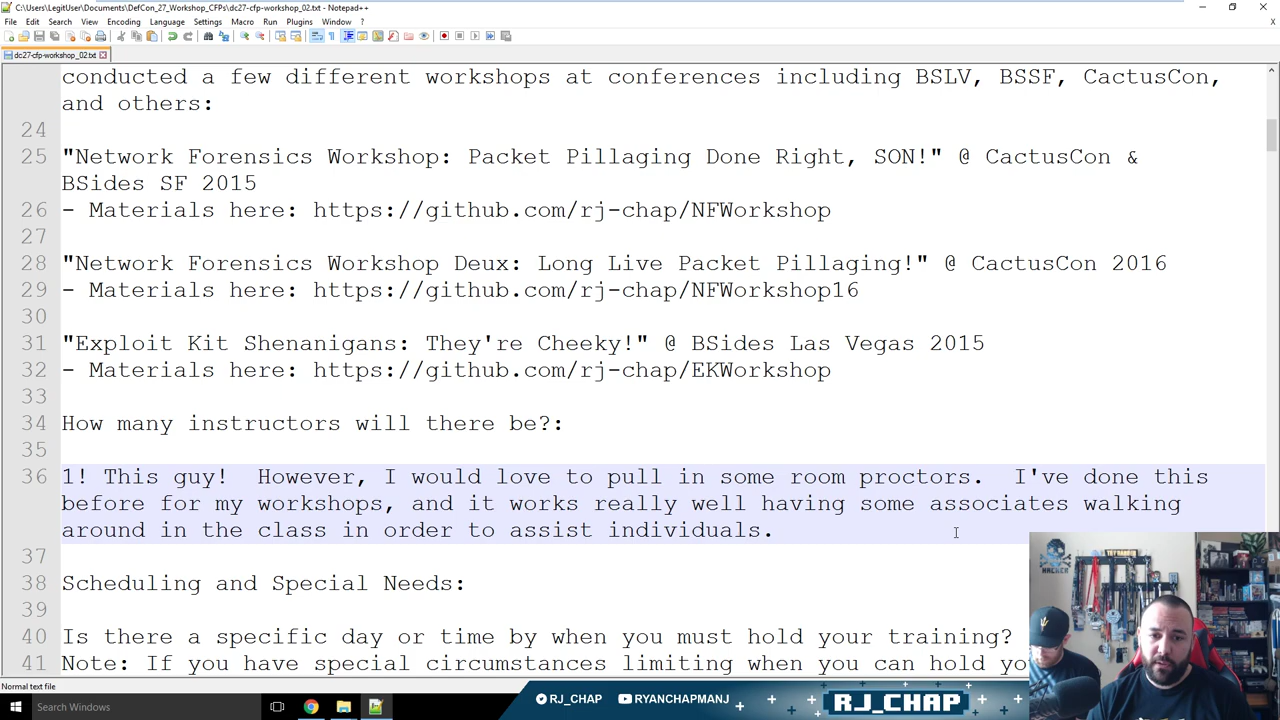 C:\Users\LegitUser\Documents\DefCon_27_Workshop_CFPs\dc27-cfp-workshop_02.txt - Notepad++
File Edit Search View Encoding Language Settings Macro Run Plugins Window ?
dc27-cfp-workshop_02.txt
conducted a few different workshops at conferences including BSLV, BSSF, CactusCon,
and others:
24
25 "Network Forensics Workshop: Packet Pillaging Done Right, SON!" @ CactusCon &
BSides SF 2015
26 - Materials here: https://github.com/rj-chap/NFWorkshop
27
28 "Network Forensics Workshop Deux: Long Live Packet Pillaging!" @ CactusCon 2016
29 - Materials here: https://github.com/rj-chap/NFWorkshop16
30
31 "Exploit Kit Shenanigans: They're Cheeky!" @ BSides Las Vegas 2015
32 - Materials here: https://github.com/rj-chap/EKWorkshop
33
34 How many instructors will there be?:
35
36 1! This guy!  However, I would love to pull in some room proctors.  I've done this
before for my workshops, and it works really well having some associates walking
around in the class in order to assist individuals.
37
38 Scheduling and Special Needs:
39
40 Is there a specific day or time by when you must hold your training?
41 Note: If you have special circumstances limiting when you can hold yo
Normal text file
Search Windows
RJ_CHAP RYANCHAPMANJ RJ_CHAP